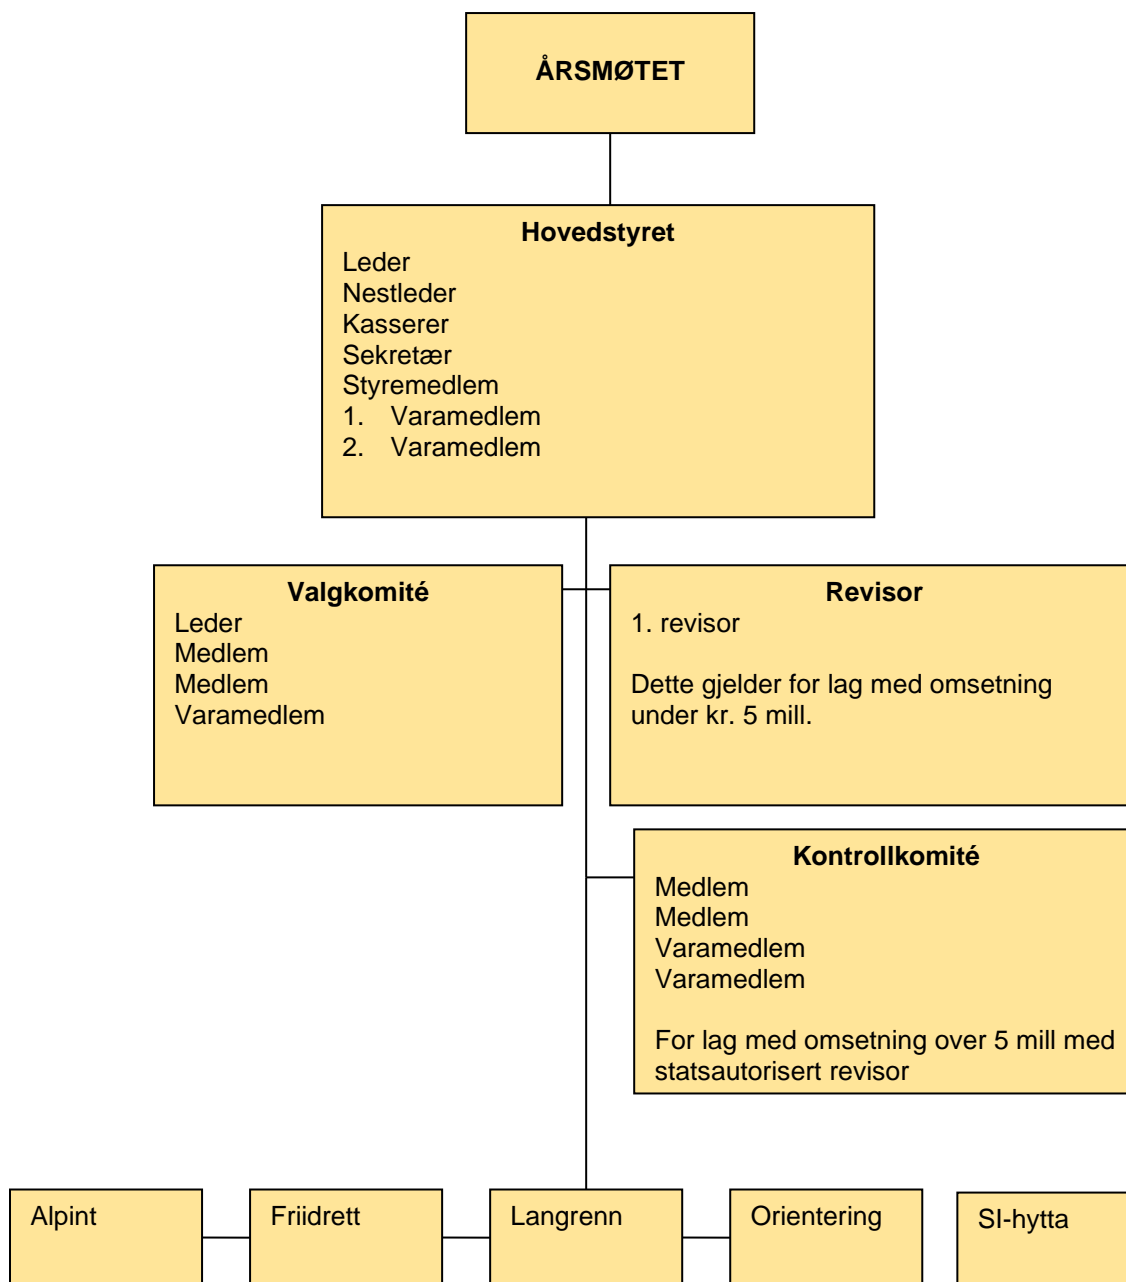 ÅRSMØTET
Hovedstyret
Leder
Nestleder
Kasserer
Sekretær
Styremedlem
1. Varamedlem
2. Varamedlem
Valgkomité
Leder
Medlem
Medlem
Varamedlem
Revisor
1. revisor
Dette gjelder for lag med omsetning
under kr. 5 mill.
Kontrollkomité
Medlem
Medlem
Varamedlem
Varamedlem
For lag med omsetning over 5 mill med
statsautorisert revisor
Alpint
Friidrett
Langrenn
Orientering
SI-hytta